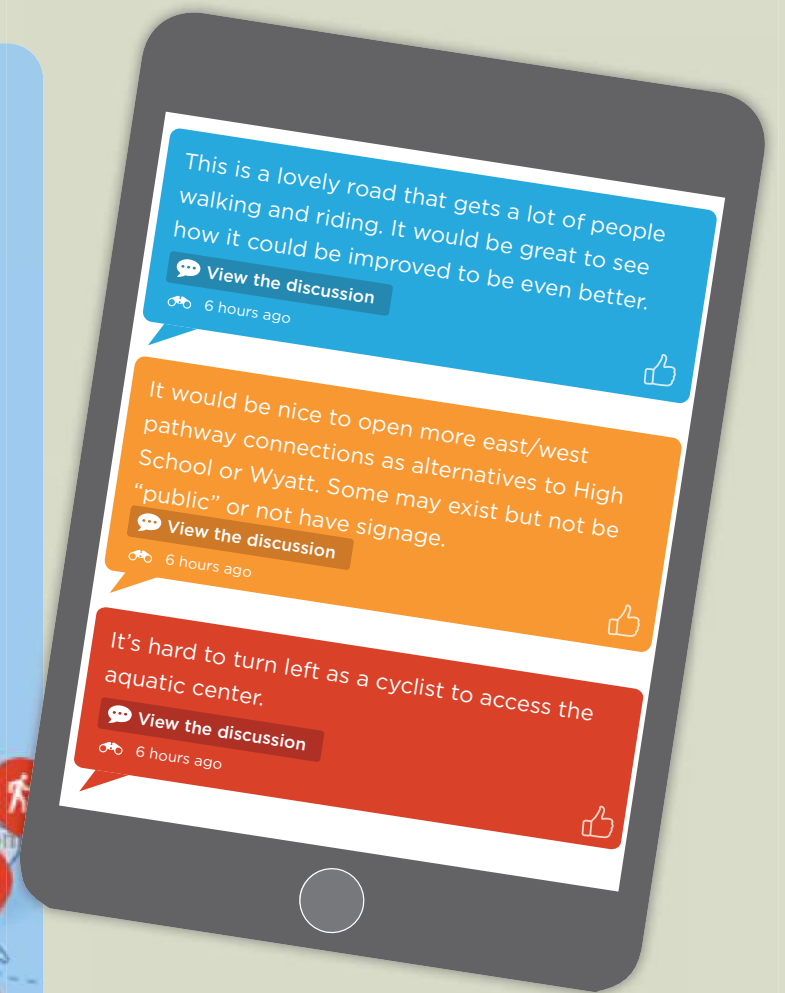 This is a lovely road that gets a lot of people
walking and riding. It would be great to see
how it could be improved to be even better.
View the discussion
6 hours ago
It would be nice to open more east/west
pathway connections as alternatives to High
School or Wyatt. Some may exist but not be
“public” or not have signage.
View the discussion
6 hours ago
It’s hard to turn left as a cyclist to access the
aquatic center.
View the discussion
6 hours ago